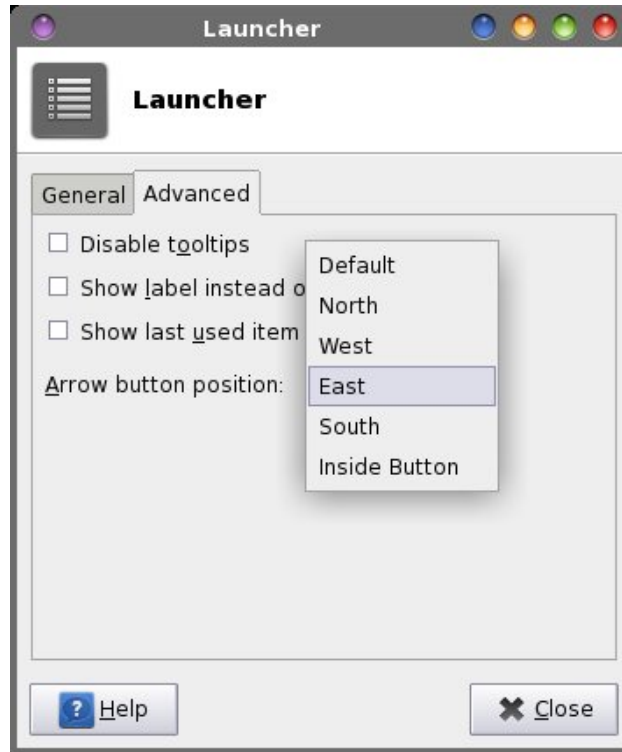 Launcher
Launcher
General Advanced
Disable tooltips
Show label instead o
Show last used item
Arrow button position:
Default
North
West
East
South
Inside Button
Help
Close